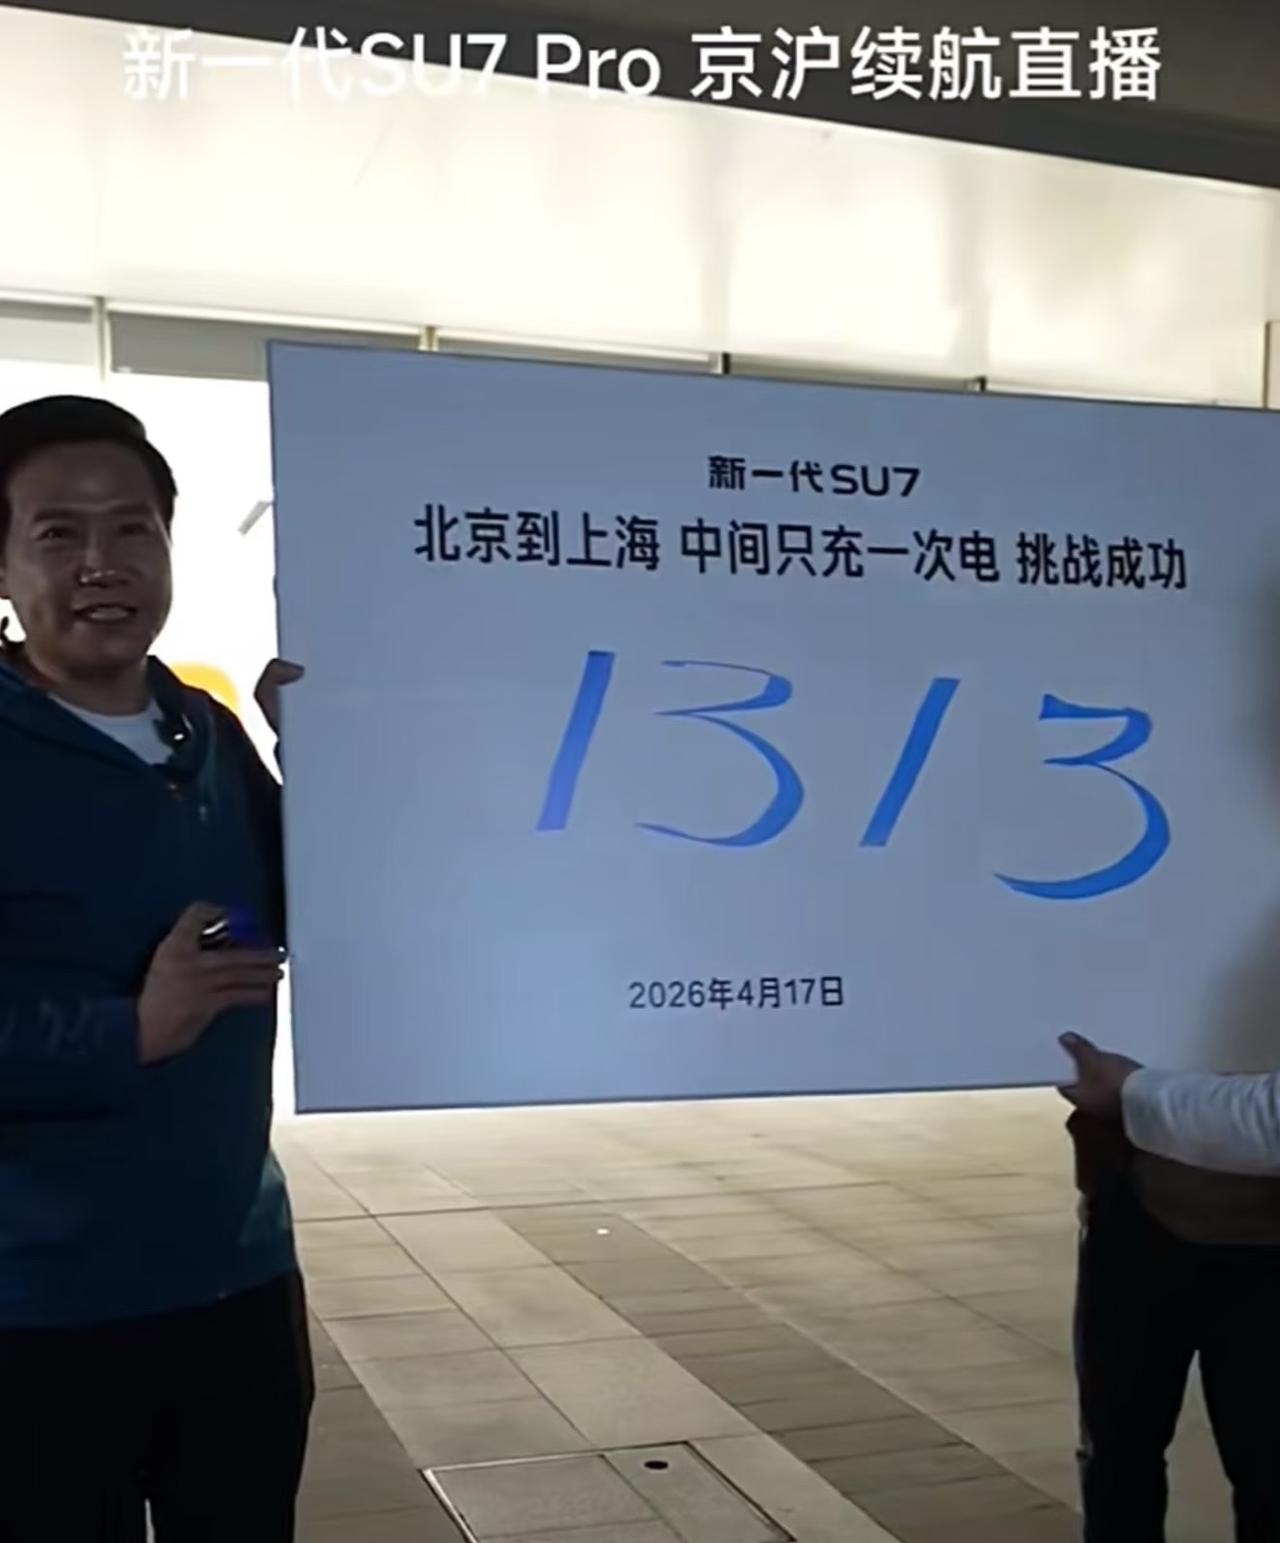 新一代SU7 Pro 京沪续航直播
新一代SU7
北京到上海 中间只充一次电 挑战成功
1313
2026年4月17日